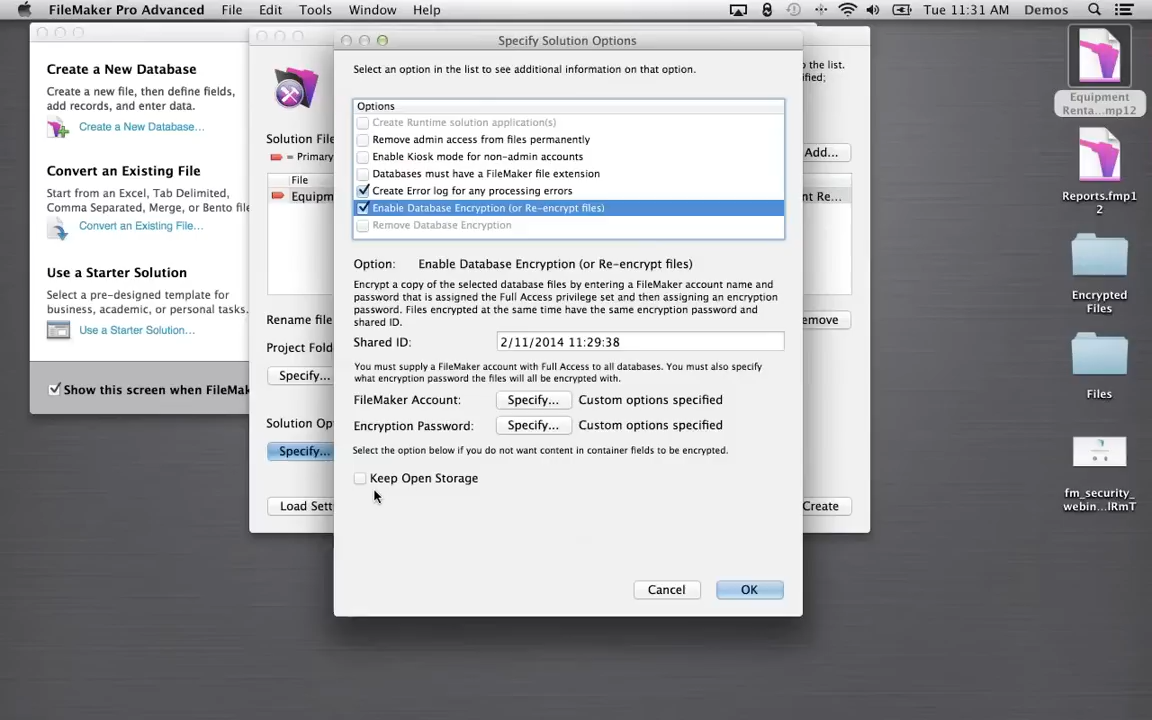 FileMaker Pro Advanced File Edit Tools Window Help Tue 11:31 AM Demos
Create a New Database
Create a new file, then define fields,
add records, and enter data.
Create a New Database...
Convert an Existing File
Start from an Excel, Tab Delimited,
Comma Separated, Merge, or Bento file
Convert an Existing File...
Use a Starter Solution
Select a pre-designed template for
business, academic, or personal tasks.
Use a Starter Solution...
Show this screen when FileMak
Solution File
= Primary
File
Equipm
Rename file
Project Fold
Specify...
Solution Op
Specify...
Load Sett
o the list.
ified;
Add...
nt Re...
emove
Create
Specify Solution Options
Select an option in the list to see additional information on that option.
Options
Create Runtime solution application(s)
Remove admin access from files permanently
Enable Kiosk mode for non-admin accounts
Databases must have a FileMaker file extension
Create Error log for any processing errors
Enable Database Encryption (or Re-encrypt files)
Remove Database Encryption
Option: Enable Database Encryption (or Re-encrypt files)
Encrypt a copy of the selected database files by entering a FileMaker account name and
password that is assigned the Full Access privilege set and then assigning an encryption
password. Files encrypted at the same time have the same encryption password and
shared ID.
Shared ID: 2/11/2014 11:29:38
You must supply a FileMaker account with Full Access to all databases. You must also specify
what encryption password the files will all be encrypted with.
FileMaker Account: Specify... Custom options specified
Encryption Password: Specify... Custom options specified
Select the option below if you do not want content in container fields to be encrypted.
Keep Open Storage
Cancel OK
Equipment
Renta...mp12
Reports.fmp1
2
Encrypted
Files
Files
fm_security_
webin...lRmT